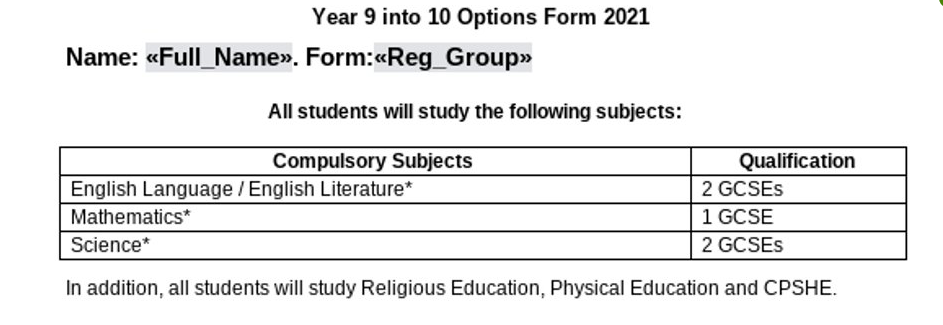 Year 9 into 10 Options Form 2021
Name: «Full_Name». Form:«Reg_Group»
All students will study the following subjects:
Compulsory Subjects Qualification
English Language / English Literature* 2 GCSEs
Mathematics* 1 GCSE
Science* 2 GCSEs
In addition, all students will study Religious Education, Physical Education and CPSHE.